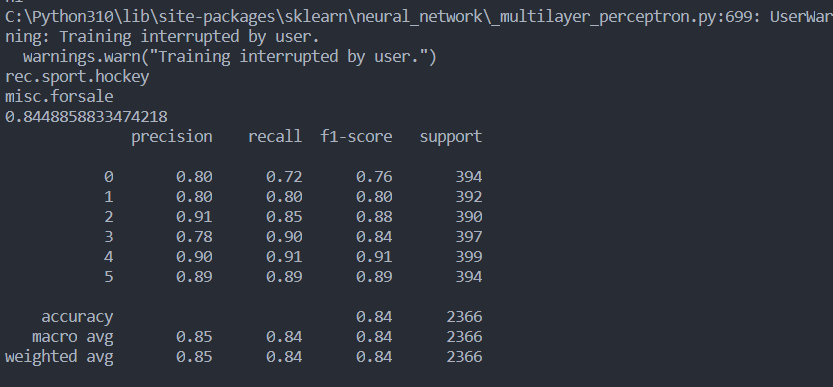 C:\Python310\lib\site-packages\sklearn\neural_network\_multilayer_perceptron.py:699: UserWar
ning: Training interrupted by user.
  warnings.warn("Training interrupted by user.")
rec.sport.hockey
misc.forsale
0.8448858833474218
              precision    recall  f1-score   support

           0       0.80      0.72      0.76       394
           1       0.80      0.80      0.80       392
           2       0.91      0.85      0.88       390
           3       0.78      0.90      0.84       397
           4       0.90      0.91      0.91       399
           5       0.89      0.89      0.89       394

    accuracy                           0.84      2366
   macro avg       0.85      0.84      0.84      2366
weighted avg       0.85      0.84      0.84      2366